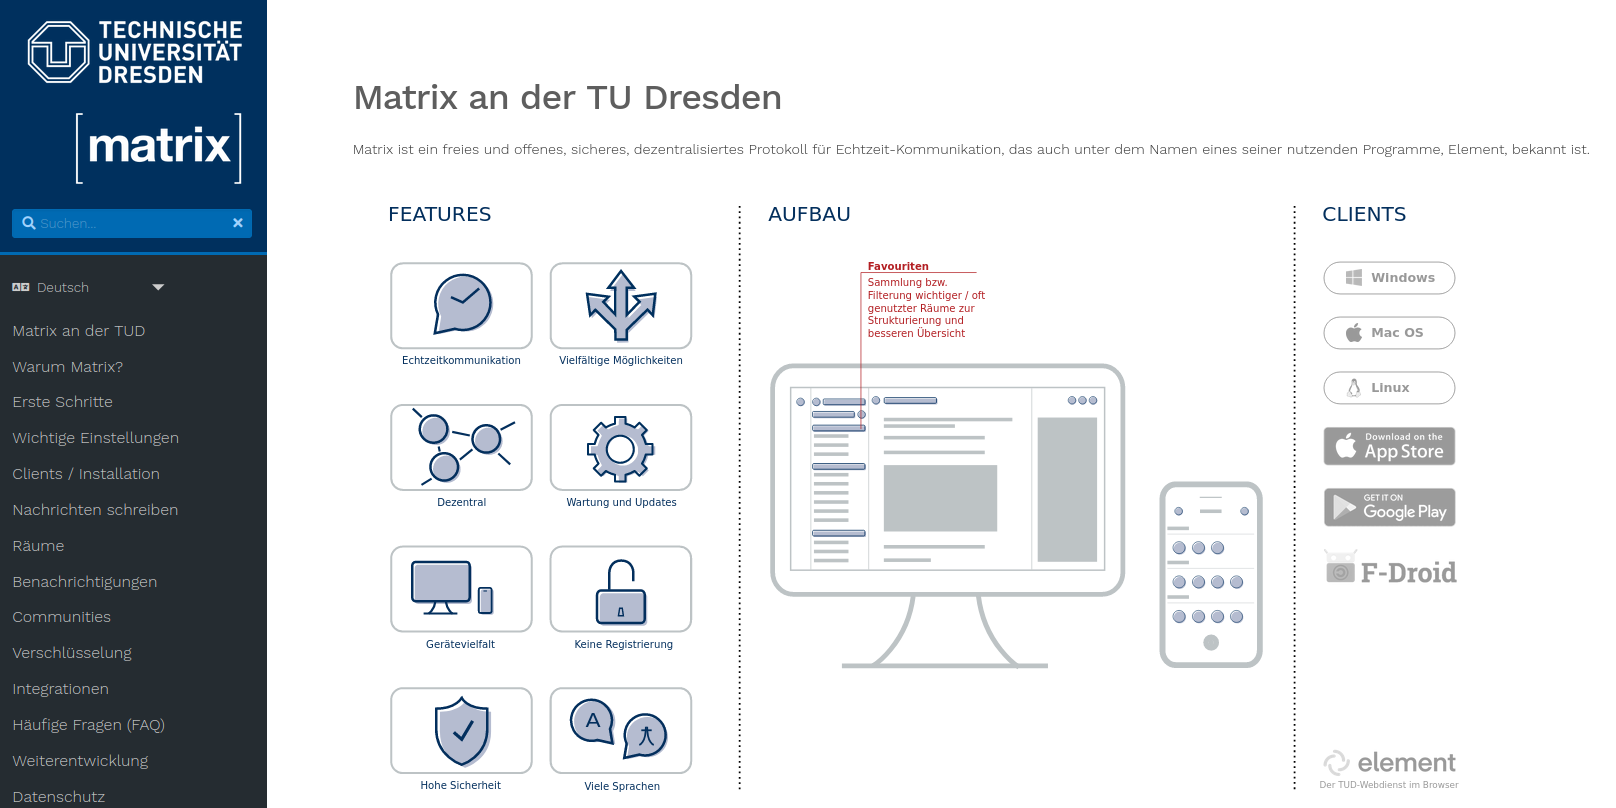 TECHNISCHE
UNIVERSITÄT
DRESDEN
[matrix]
Suchen...
Deutsch
Matrix an der TUD
Warum Matrix?
Erste Schritte
Wichtige Einstellungen
Clients / Installation
Nachrichten schreiben
Räume
Benachrichtigungen
Communities
Verschlüsselung
Integrationen
Häufige Fragen (FAQ)
Weiterentwicklung
Datenschutz
Matrix an der TU Dresden
Matrix ist ein freies und offenes, sicheres, dezentralisiertes Protokoll für Echtzeit-Kommunikation, das auch unter dem Namen eines seiner nutzenden Programme, Element, bekannt ist.
FEATURES
Echtzeitkommunikation
Vielfältige Möglichkeiten
Dezentral
Wartung und Updates
Gerätevielfalt
Keine Registrierung
Hohe Sicherheit
A
Viele Sprachen
AUFBAU
Favouriten
Sammlung bzw.
Filterung wichtiger / oft
genutzter Räume zur
Strukturierung und
besseren Übersicht
CLIENTS
Windows
Mac OS
Linux
Download on the
App Store
GET IT ON
Google Play
F-Droid
element
Der TUD-Webdienst im Browser